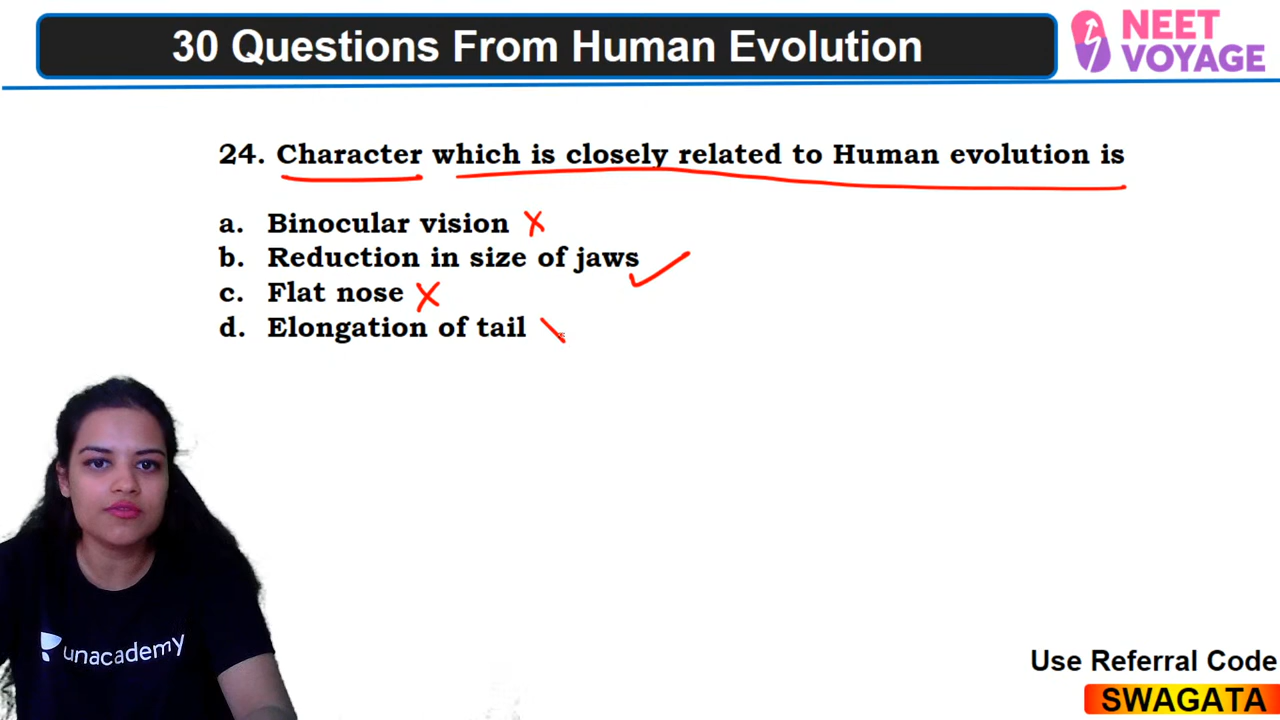 30 Questions From Human Evolution
NEET
VOYAGE
24. Character which is closely related to Human evolution is
a. Binocular vision
b. Reduction in size of jaws
c. Flat nose
d. Elongation of tail
unacademy
Use Referral Code
SWAGATA